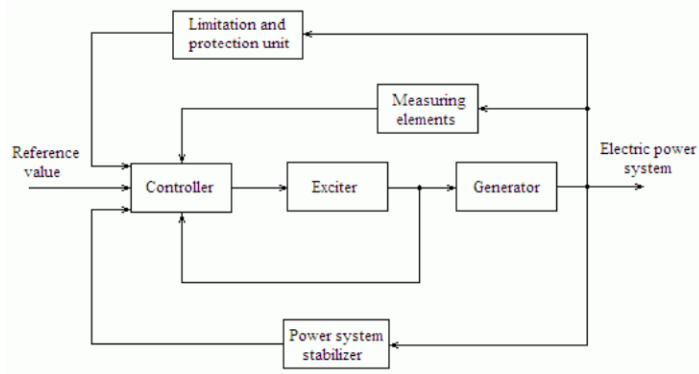 Limitation and
protection unit
Measuring
elements
Reference
value
Electric power
system
Controller
Exciter
Generator
Power system
stabilizer